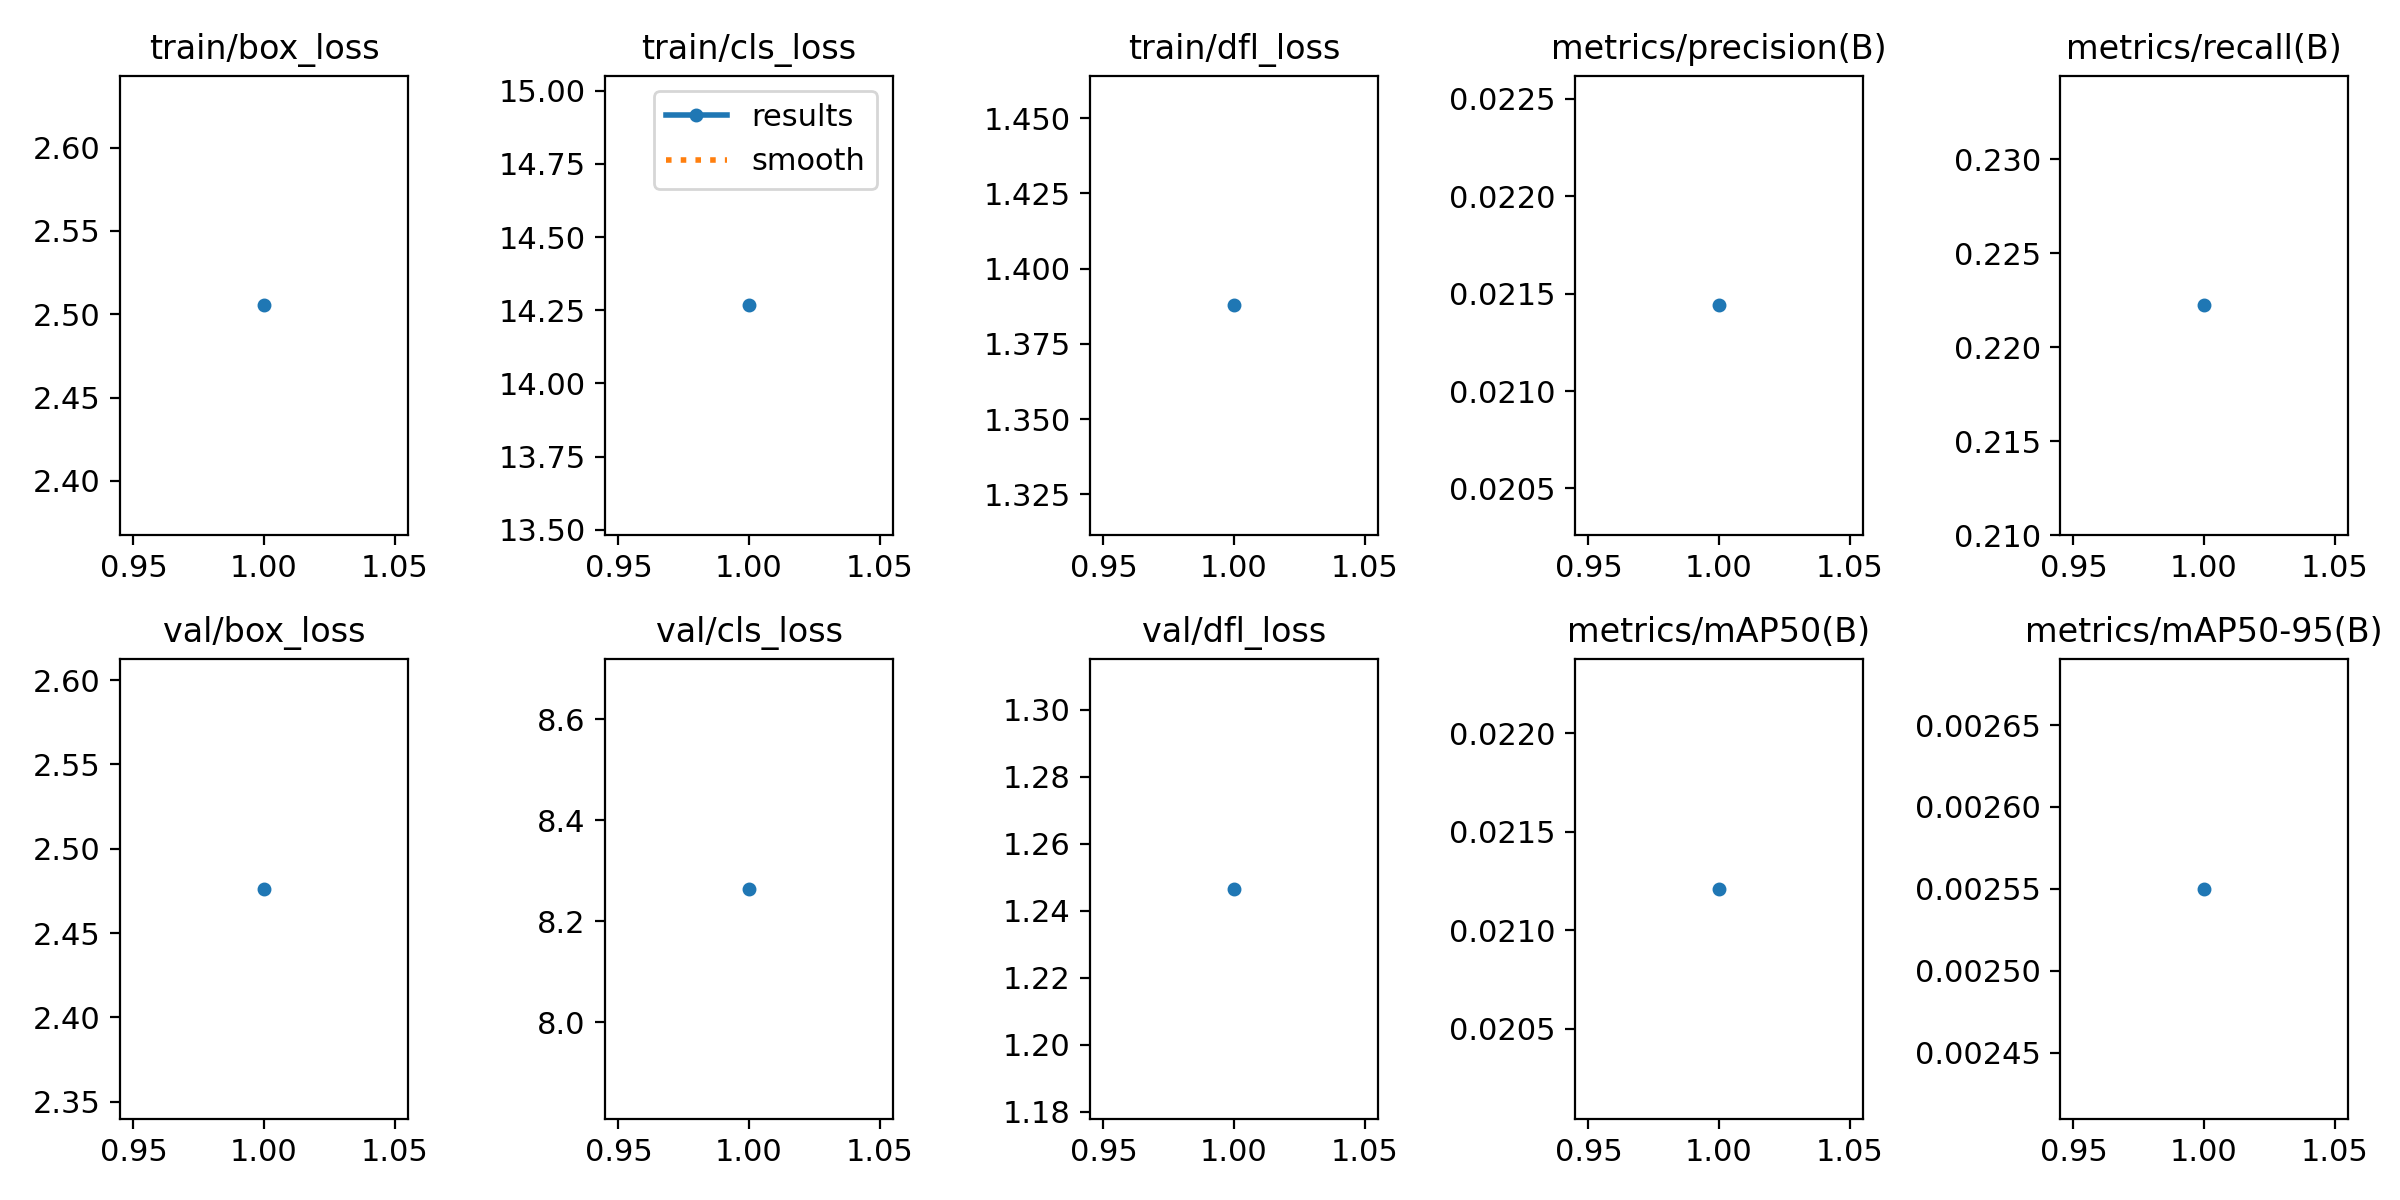 train/box_loss
2.60
2.55
2.50
2.45
2.40
0.95 1.00 1.05
train/cls_loss
15.00
14.75
14.50
14.25
14.00
13.75
13.50
results
smooth
0.95 1.00 1.05
train/dfl_loss
1.450
1.425
1.400
1.375
1.350
1.325
0.95 1.00 1.05
metrics/precision(B)
0.0225
0.0220
0.0215
0.0210
0.0205
0.95 1.00 1.05
metrics/recall(B)
0.230
0.225
0.220
0.215
0.210
0.95 1.00 1.05
val/box_loss
2.60
2.55
2.50
2.45
2.40
2.35
0.95 1.00 1.05
val/cls_loss
8.6
8.4
8.2
8.0
0.95 1.00 1.05
val/dfl_loss
1.30
1.28
1.26
1.24
1.22
1.20
1.18
0.95 1.00 1.05
metrics/mAP50(B)
0.0220
0.0215
0.0210
0.0205
0.95 1.00 1.05
metrics/mAP50-95(B)
0.00265
0.00260
0.00255
0.00250
0.00245
0.95 1.00 1.05